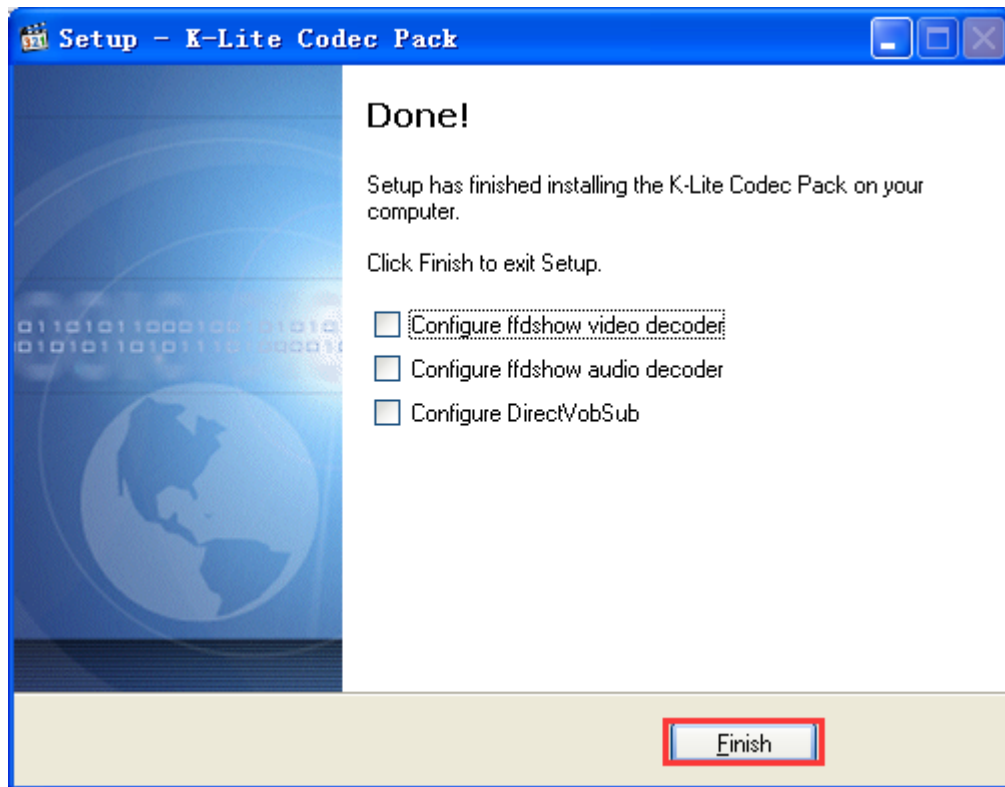 Setup - K-Lite Codec Pack
Done!
Setup has finished installing the K-Lite Codec Pack on your
computer.
Click Finish to exit Setup.
Configure ffdshow video decoder
Configure ffdshow audio decoder
Configure DirectVobSub
Finish